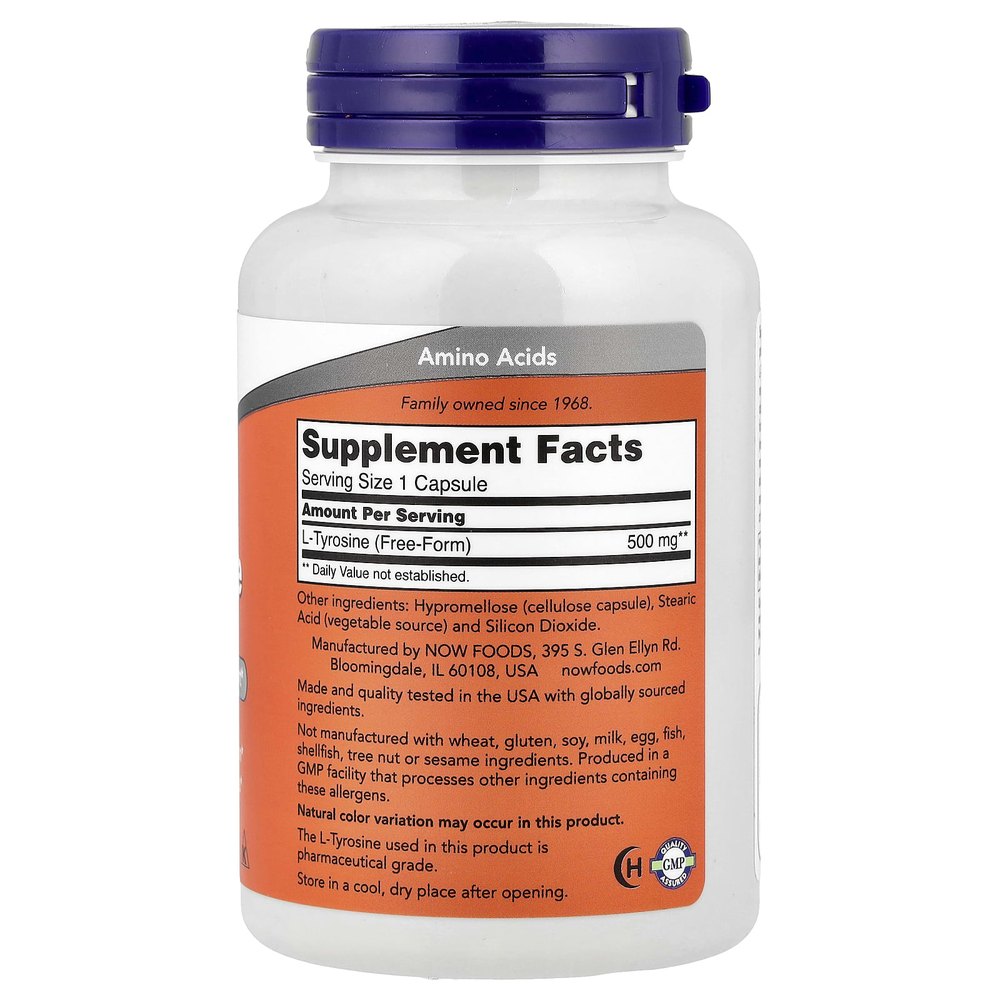 Amino Acids
Family owned since 1968.
Supplement Facts
Serving Size 1 Capsule
Amount Per Serving
L-Tyrosine (Free-Form) 500 mg**
** Daily Value not established.
Other ingredients: Hypromellose (cellulose capsule), Stearic
Acid (vegetable source) and Silicon Dioxide.
Manufactured by NOW FOODS, 395 S. Glen Ellyn Rd.
Bloomingdale, IL 60108, USA nowfoods.com
Made and quality tested in the USA with globally sourced
ingredients.
Not manufactured with wheat, gluten, soy, milk, egg, fish,
shellfish, tree nut or sesame ingredients. Produced in a
GMP facility that processes other ingredients containing
these allergens.
Natural color variation may occur in this product.
The L-Tyrosine used in this product is
pharmaceutical grade.
Store in a cool, dry place after opening.
H
QUALITY
GMP
ASSURED